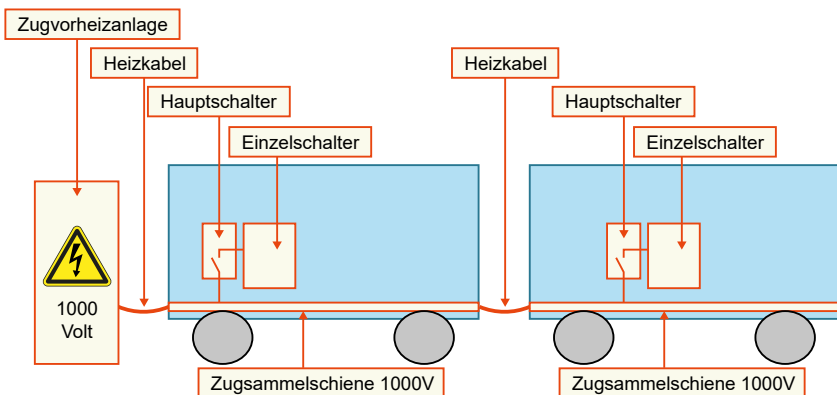 Zugvorheizanlage
Heizkabel
Heizkabel
Hauptschalter
Hauptschalter
Einzelschalter
Einzelschalter
1000
Volt
Zugsammelschiene 1000V
Zugsammelschiene 1000V